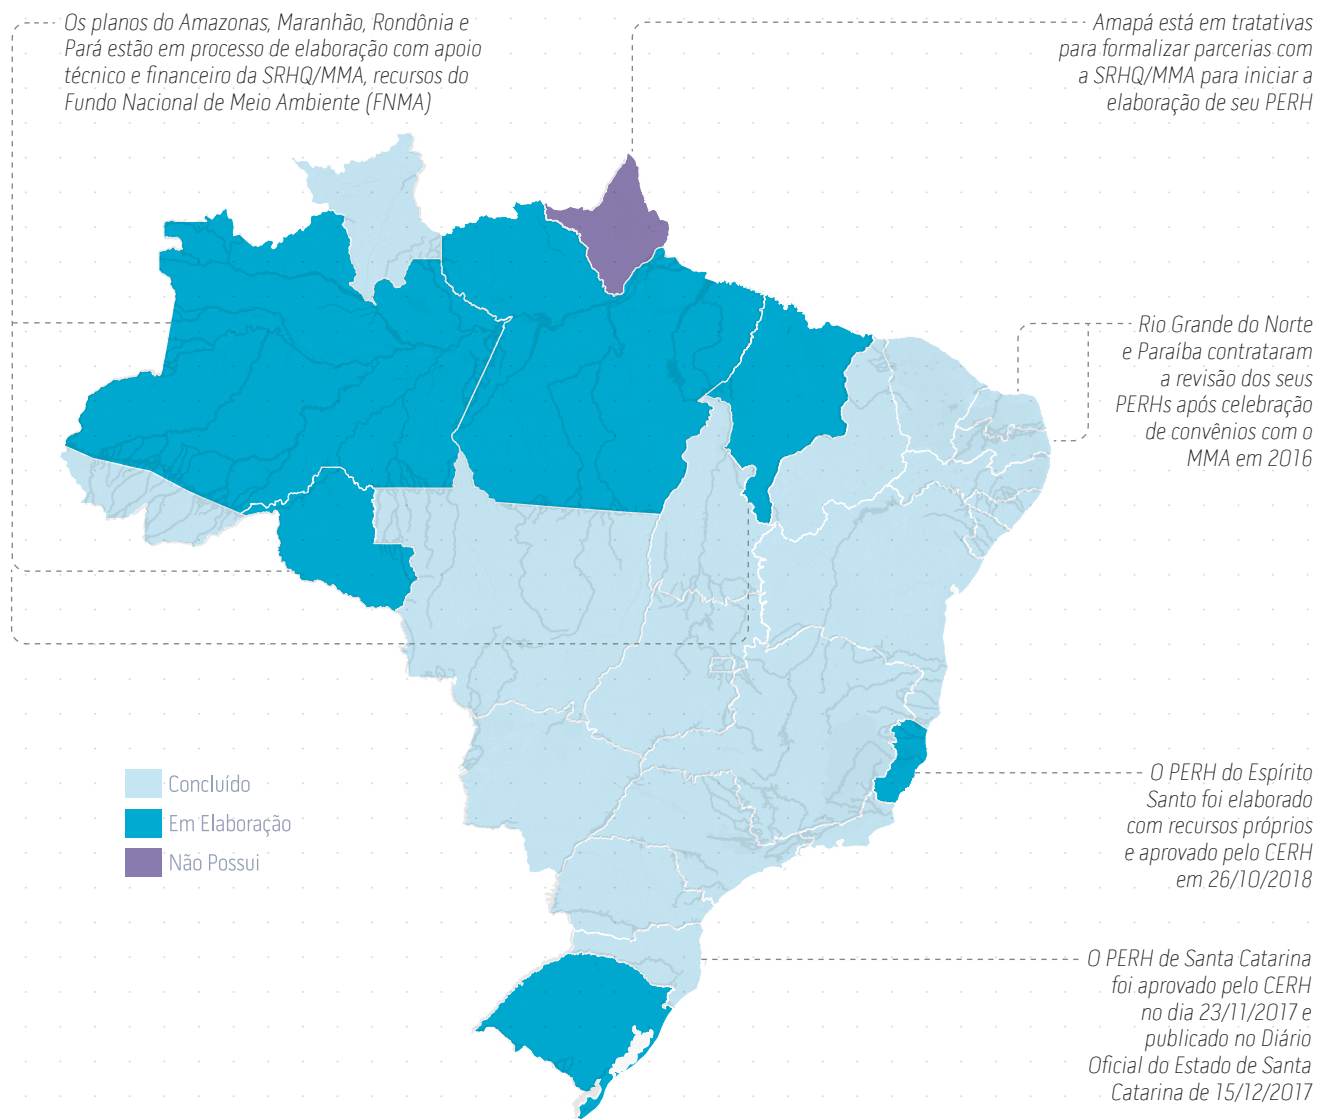 Os planos do Amazonas, Maranhão, Rondônia e
Pará estão em processo de elaboração com apoio
técnico e financeiro da SRHQ/MMA, recursos do
Fundo Nacional de Meio Ambiente (FNMA)
Amapá está em tratativas
para formalizar parcerias com
a SRHQ/MMA para iniciar a
elaboração de seu PERH
Rio Grande do Norte
e Paraíba contrataram
a revisão dos seus
PERHs após celebração
de convênios com o
MMA em 2016
Concluído
Em Elaboração
Não Possui
O PERH do Espírito
Santo foi elaborado
com recursos próprios
e aprovado pelo CERH
em 26/10/2018
O PERH de Santa Catarina
foi aprovado pelo CERH
no dia 23/11/2017 e
publicado no Diário
Oficial do Estado de Santa
Catarina de 15/12/2017